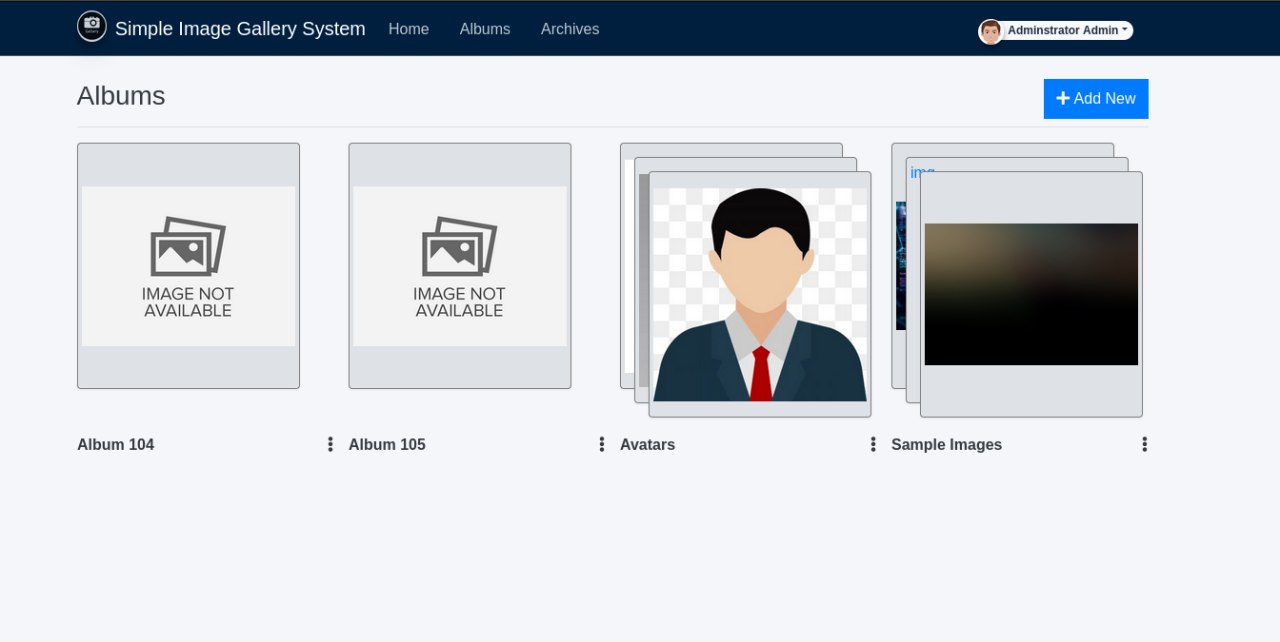 Simple Image Gallery System Home Albums Archives Adminstrator Admin
Albums
Add New
IMAGE NOT
AVAILABLE
IMAGE NOT
AVAILABLE
img
Album 104
Album 105
Avatars
Sample Images